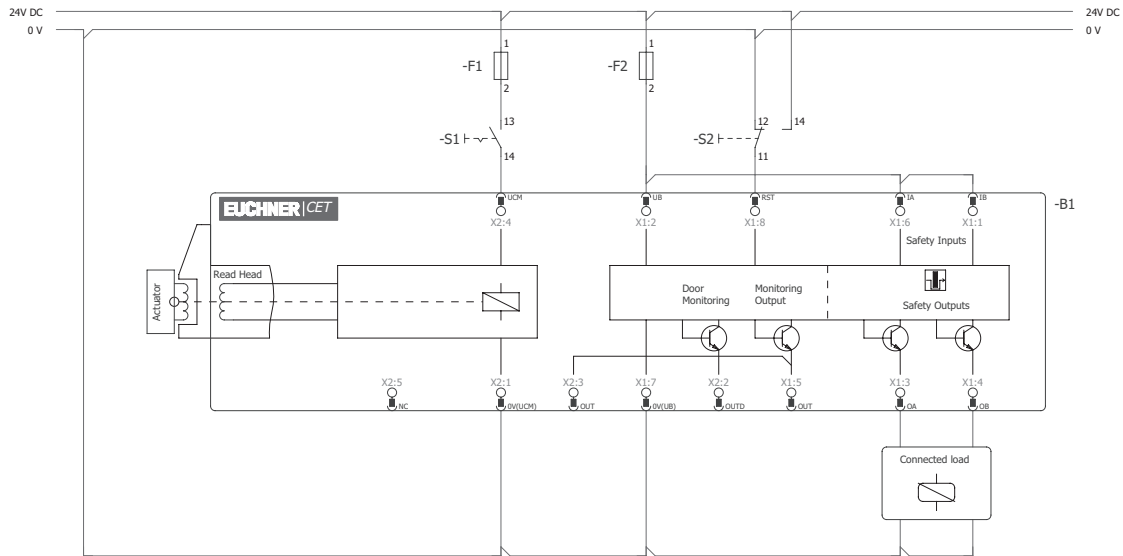 24V DC
24V DC
0 V
0 V
1
1
-F1
-F2
2
2
13
12
14
-S1
-S2
14
11
EUCHNER CET
UCM
UB
RST
IA
IB
-B1
X2:4
X1:2
X1:8
X1:6
X1:1
Safety Inputs
Read Head
Actuator
Door
Monitoring
Monitoring
Output
Safety Outputs
X2:5
X2:1
X2:3
X1:7
X2:2
X1:5
X1:3
X1:4
NC
0V(UCM)
OUT
0V(UB)
OUTD
OUT
OA
OB
Connected load